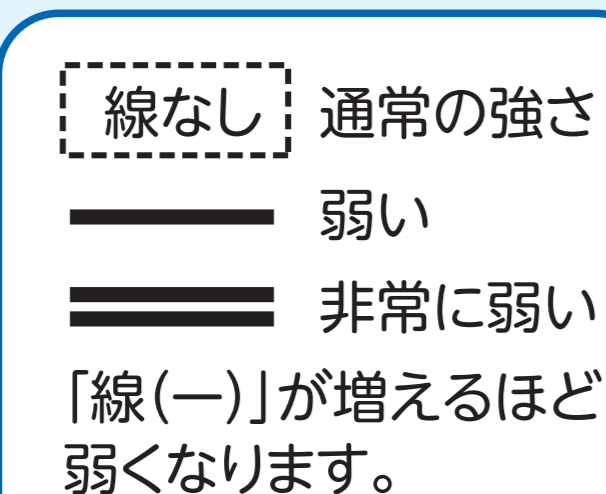 線なし 通常の強さ
弱い
非常に弱い
「線(一)」が増えるほど
弱くなります。